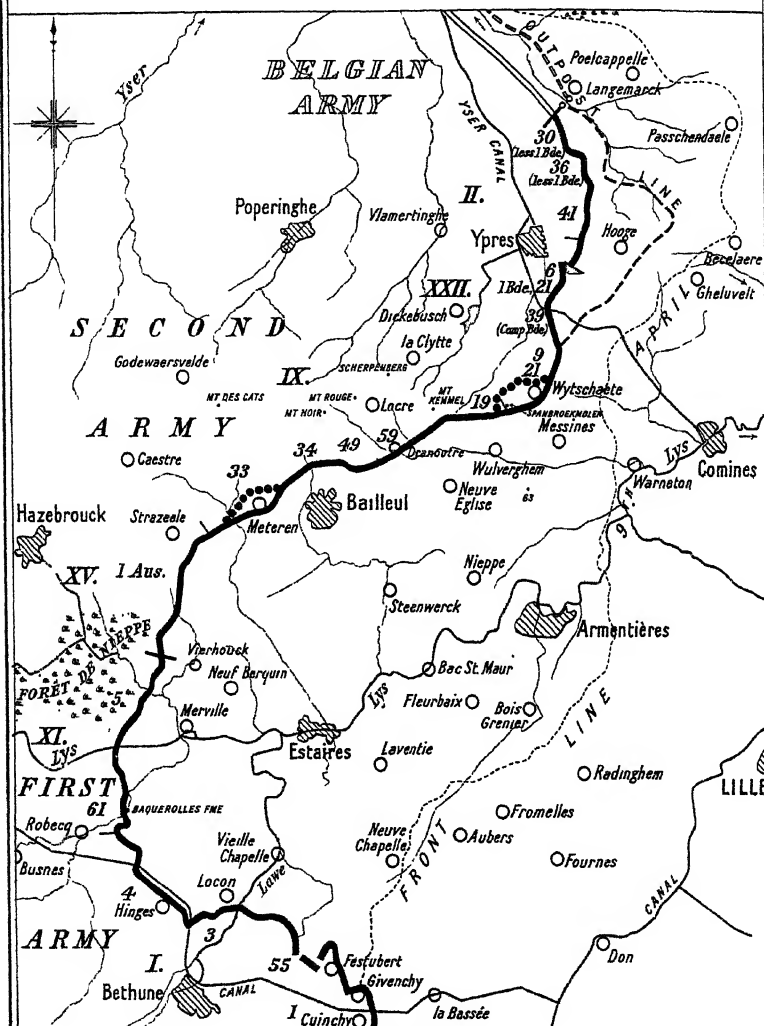 BELGIAN
ARMY
Yser
YSER CANAL
OUTPOST
LINE
Poelcappelle
Langemarck
Passchendaele
30
(less 1 Bde.)
36
(less 1 Bde.)
II.
41
Poperinghe
Vlamertinghe
Ypres
Hooge
Becelaere
Gheluvelt
6
1 Bde. 21
XXII.
Dickebusch
39
(Comp Bde)
APRIL
SECOND
la Clytte
SCHERPENBERG
Godewaersvelde
IX.
9
21
MT DES CATS
MT ROUGE
MT NOIR
Locre
MT KEMMEL
19
Wytschaete
SPANBROEKMOLEN
Messines
ARMY
Caestre
34
49
59
Dranoutre
Wulverghem
Lys
Comines
Warneton
33
Bailleul
Neuve
Eglise
63
9TH
Hazebrouck
Strazeele
Meteren
XV.
1 Aus.
Nieppe
Steenwerck
Armentières
FORÊT DE NIEPPE
5
Vierhouck
Neuf Berquin
Bac St. Maur
Lys
Fleurbaix
Bois
Grenier
LINE
XI.
Lys
Merville
Estaires
Laventie
Radinghem
LILLE
FIRST
61
BAQUEROLLES FME
Robecq
Fromelles
Vieille
Chapelle
Neuve
Chapelle
Aubers
FRONT
Busnes
Fournes
Lawe
Locon
4
Hinges
CANAL
ARMY
3
I.
55
Festubert
Don
Givenchy
Bethune
CANAL
la Bassée
1
Cuinchy